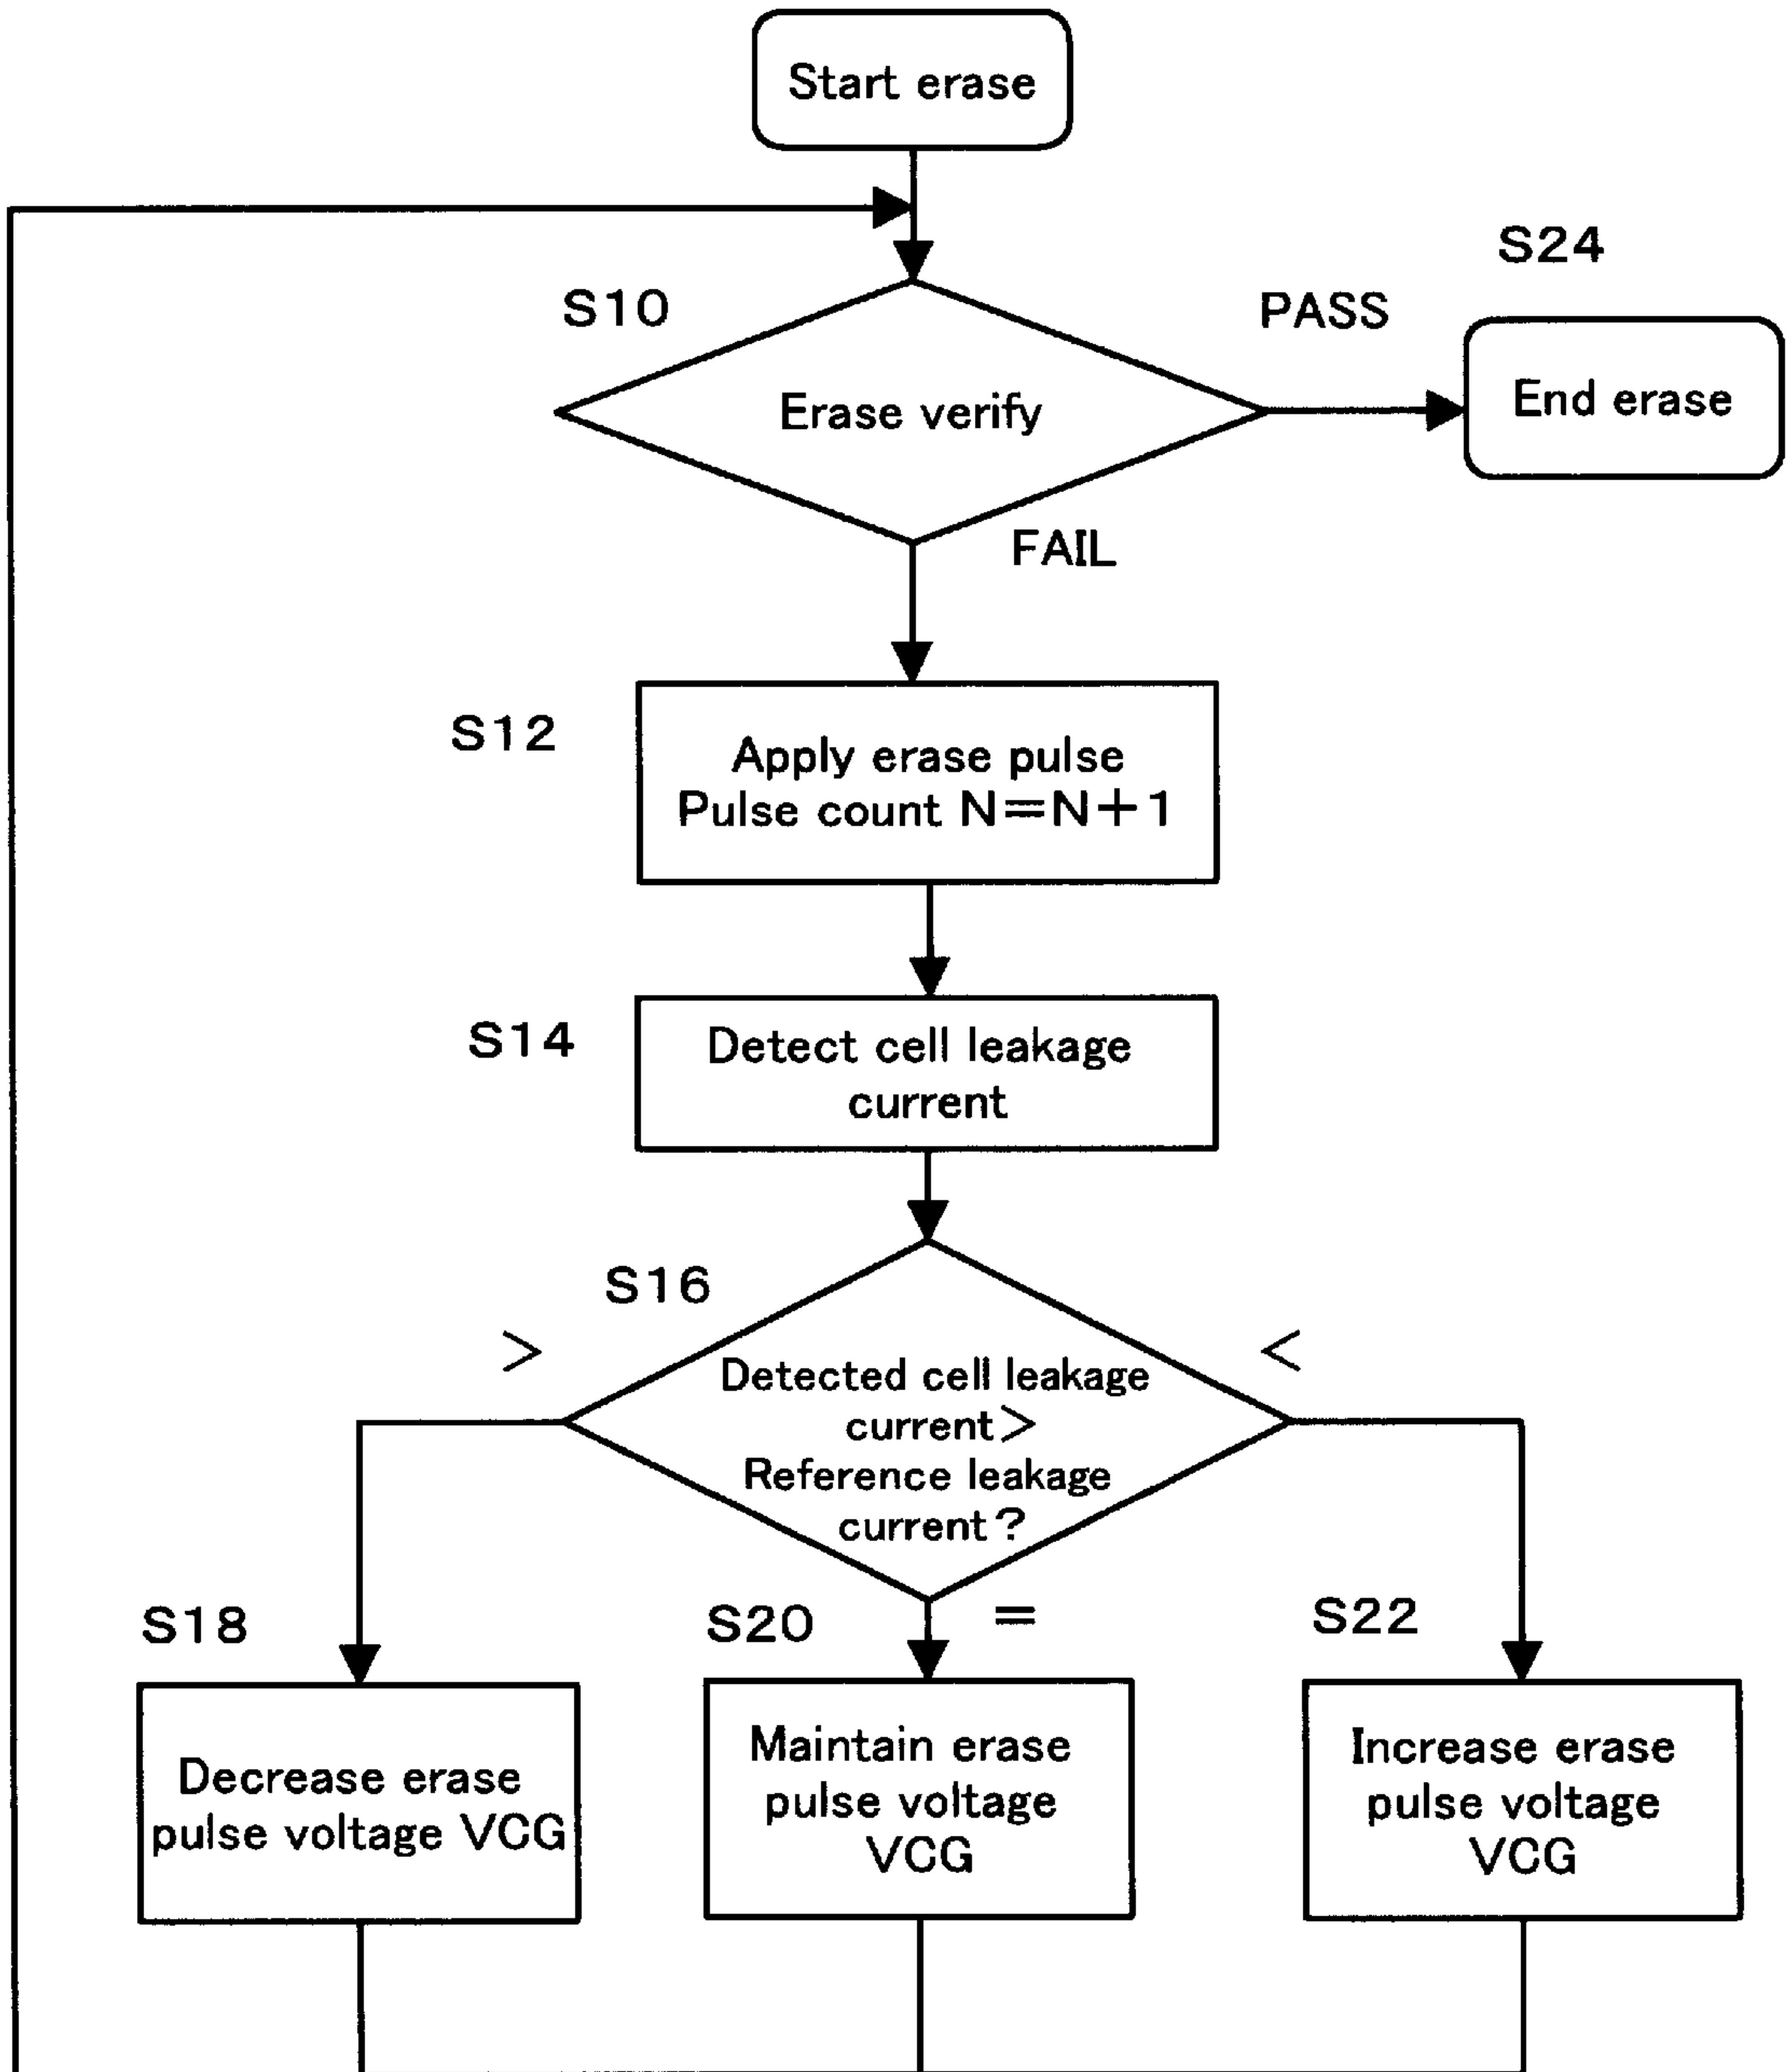 Start erase
S24
S10
PASS
End erase
Erase verify
FAIL
S12
Apply erase pulse
Pulse count N=N+1
S14
Detect cell leakage
current
S16
>
<
Detected cell leakage
current>
Reference leakage
current?
S18
S20
=
S22
Decrease erase
pulse voltage VCG
Maintain erase
pulse voltage
VCG
Increase erase
pulse voltage
VCG